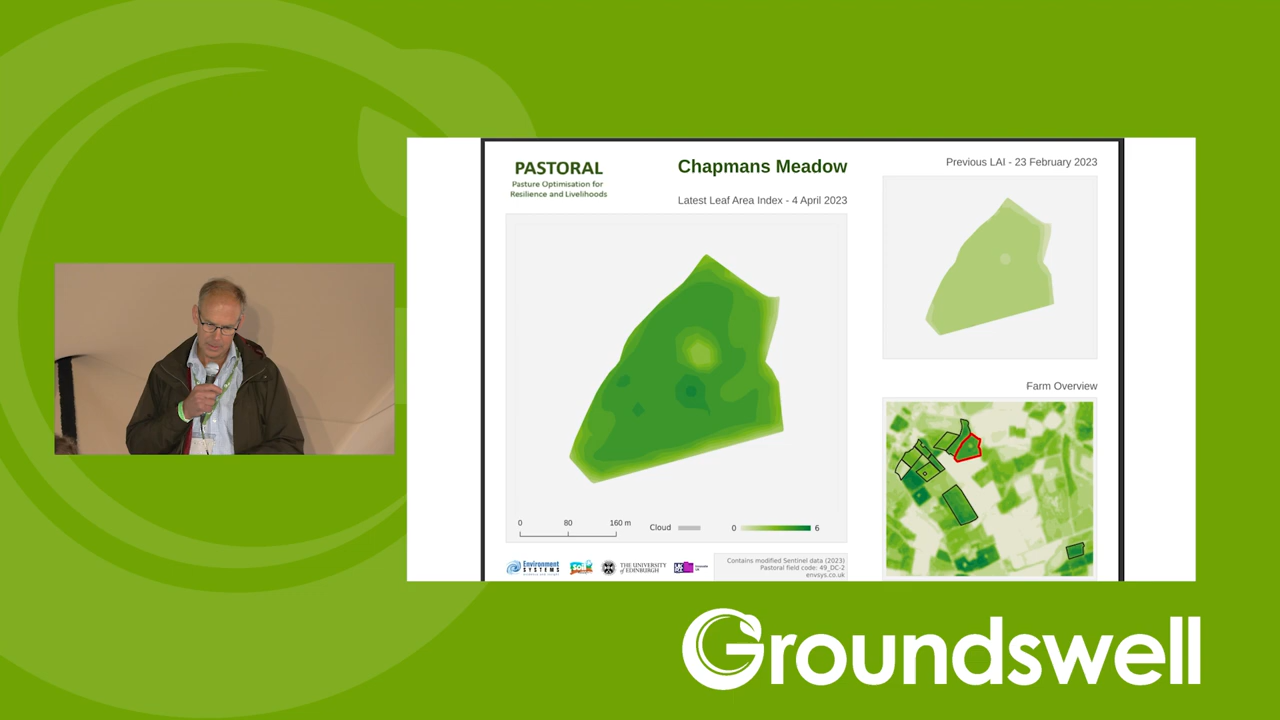 PASTORAL
Pasture Optimisation for
Resilience and Livelihoods
Chapmans Meadow
Latest Leaf Area Index - 4 April 2023
Previous LAI - 23 February 2023
Farm Overview
0 80 160 m
Cloud
0 6
Environment
SYSTEMS
THE UNIVERSITY
of EDINBURGH
Contains modified Sentinel data (2023)
Pastoral field code: 49_DC-2
envsys.co.uk
Groundswell